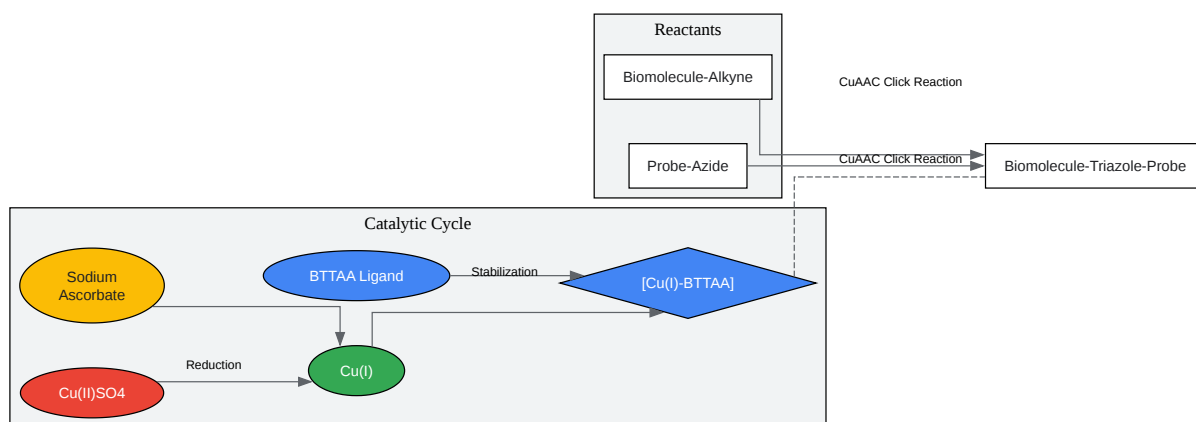 Reactants
Biomolecule-Alkyne
CuAAC Click Reaction
Probe-Azide
CuAAC Click Reaction
Biomolecule-Triazole-Probe
Catalytic Cycle
Sodium
Ascorbate
BTTAA Ligand
Stabilization
[Cu(I)-BTTAA]
Reduction
Cu(I)
Cu(II)SO4